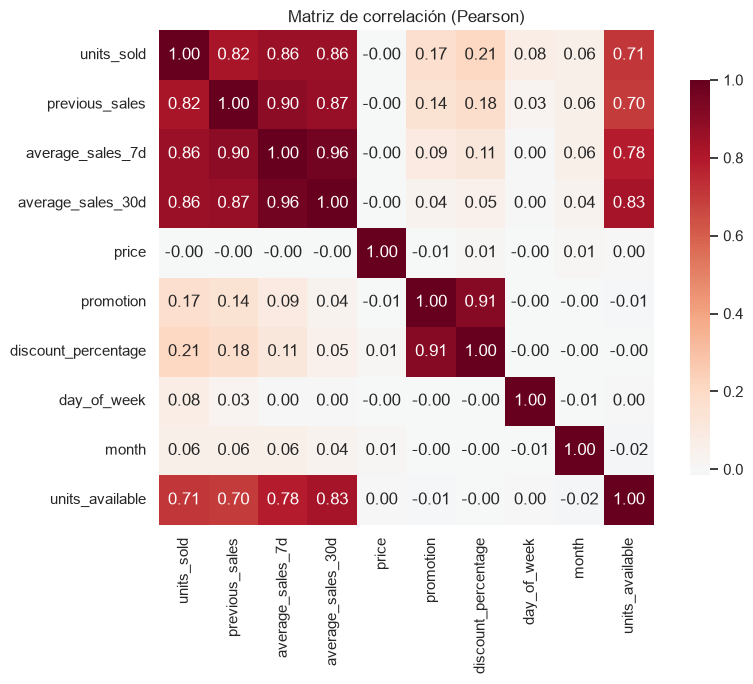 Matriz de correlación (Pearson)
units_sold 1.00 0.82 0.86 0.86 -0.00 0.17 0.21 0.08 0.06 0.71
previous_sales 0.82 1.00 0.90 0.87 -0.00 0.14 0.18 0.03 0.06 0.70
average_sales_7d 0.86 0.90 1.00 0.96 -0.00 0.09 0.11 0.00 0.06 0.78
average_sales_30d 0.86 0.87 0.96 1.00 -0.00 0.04 0.05 0.00 0.04 0.83
price -0.00 -0.00 -0.00 -0.00 1.00 -0.01 0.01 -0.00 0.01 0.00
promotion 0.17 0.14 0.09 0.04 -0.01 1.00 0.91 -0.00 -0.00 -0.01
discount_percentage 0.21 0.18 0.11 0.05 0.01 0.91 1.00 -0.00 -0.00 -0.00
day_of_week 0.08 0.03 0.00 0.00 -0.00 -0.00 -0.00 1.00 -0.01 0.00
month 0.06 0.06 0.06 0.04 0.01 -0.00 -0.00 -0.01 1.00 -0.02
units_available 0.71 0.70 0.78 0.83 0.00 -0.01 -0.00 0.00 -0.02 1.00
units_sold
previous_sales
average_sales_7d
average_sales_30d
price
promotion
discount_percentage
day_of_week
month
units_available
1.0
0.8
0.6
0.4
0.2
0.0